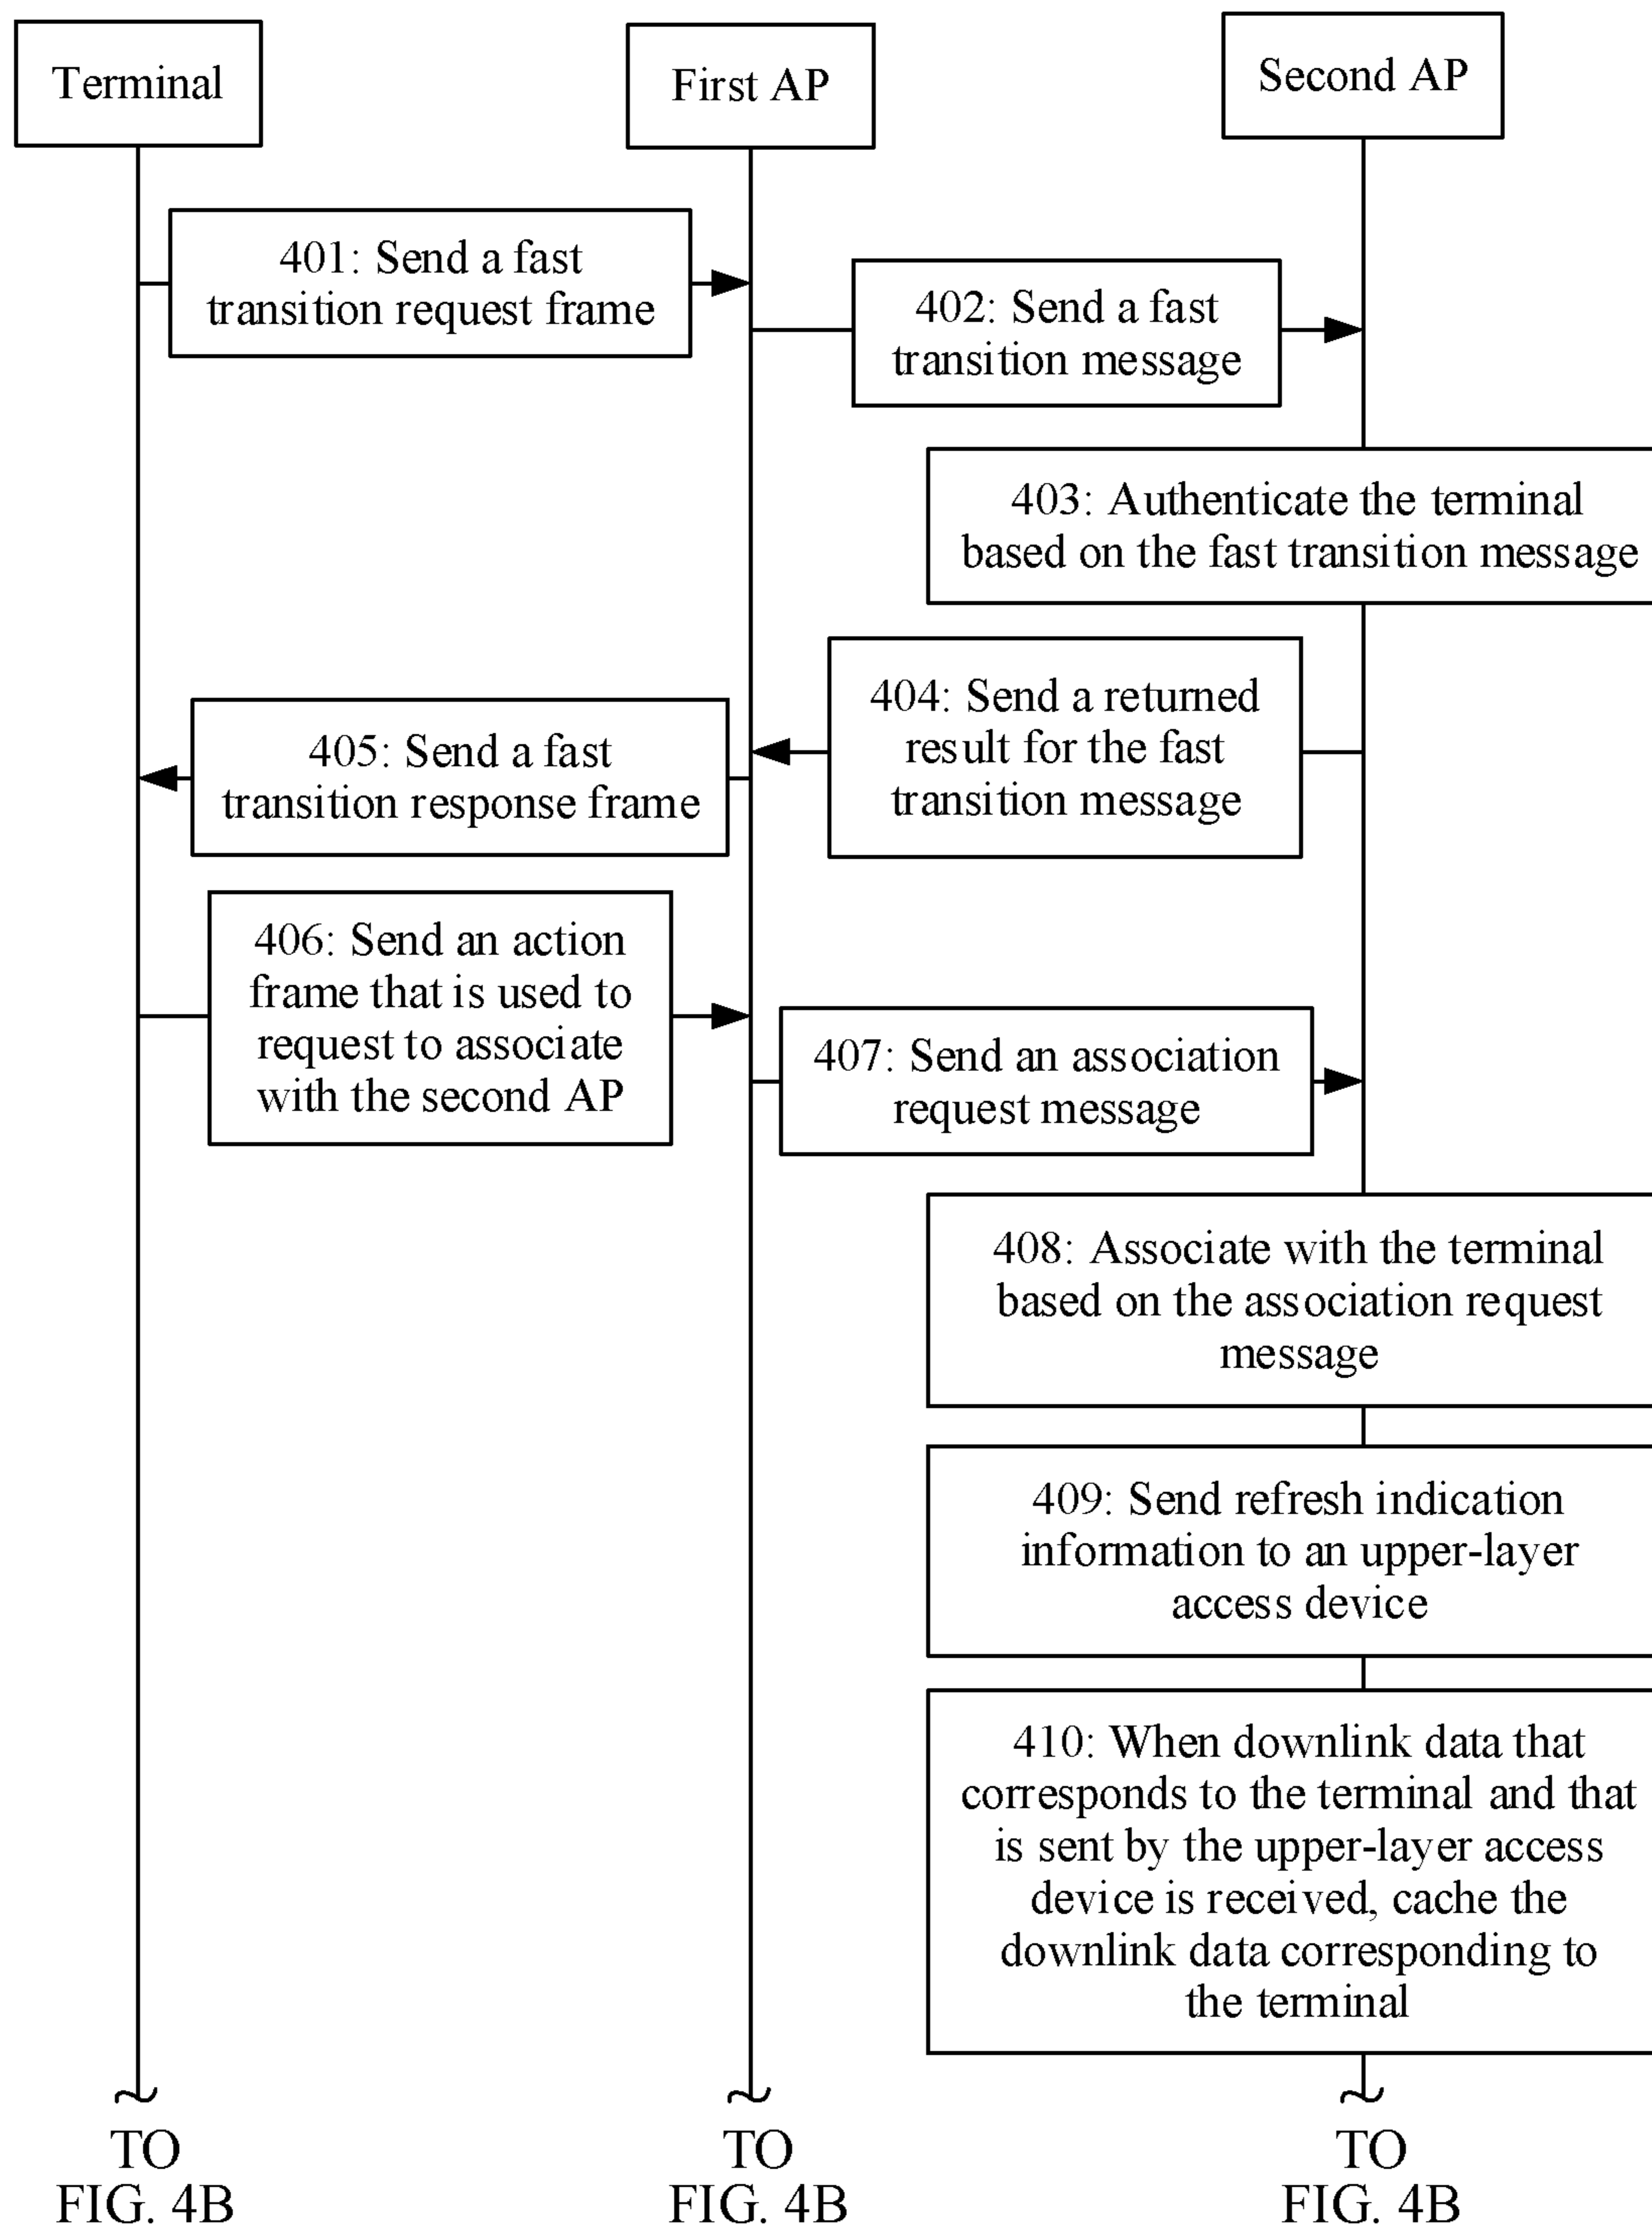 Terminal
First AP
Second AP
401: Send a fast
transition request frame
402: Send a fast
transition message
403: Authenticate the terminal
based on the fast transition message
404: Send a returned
result for the fast
transition message
405: Send a fast
transition response frame
406: Send an action
frame that is used to
request to associate
with the second AP
407: Send an association
request message
408: Associate with the terminal
based on the association request
message
409: Send refresh indication
information to an upper-layer
access device
410: When downlink data that
corresponds to the terminal and that
is sent by the upper-layer access
device is received, cache the
downlink data corresponding to
the terminal
TO
FIG. 4B
TO
FIG. 4B
TO
FIG. 4B